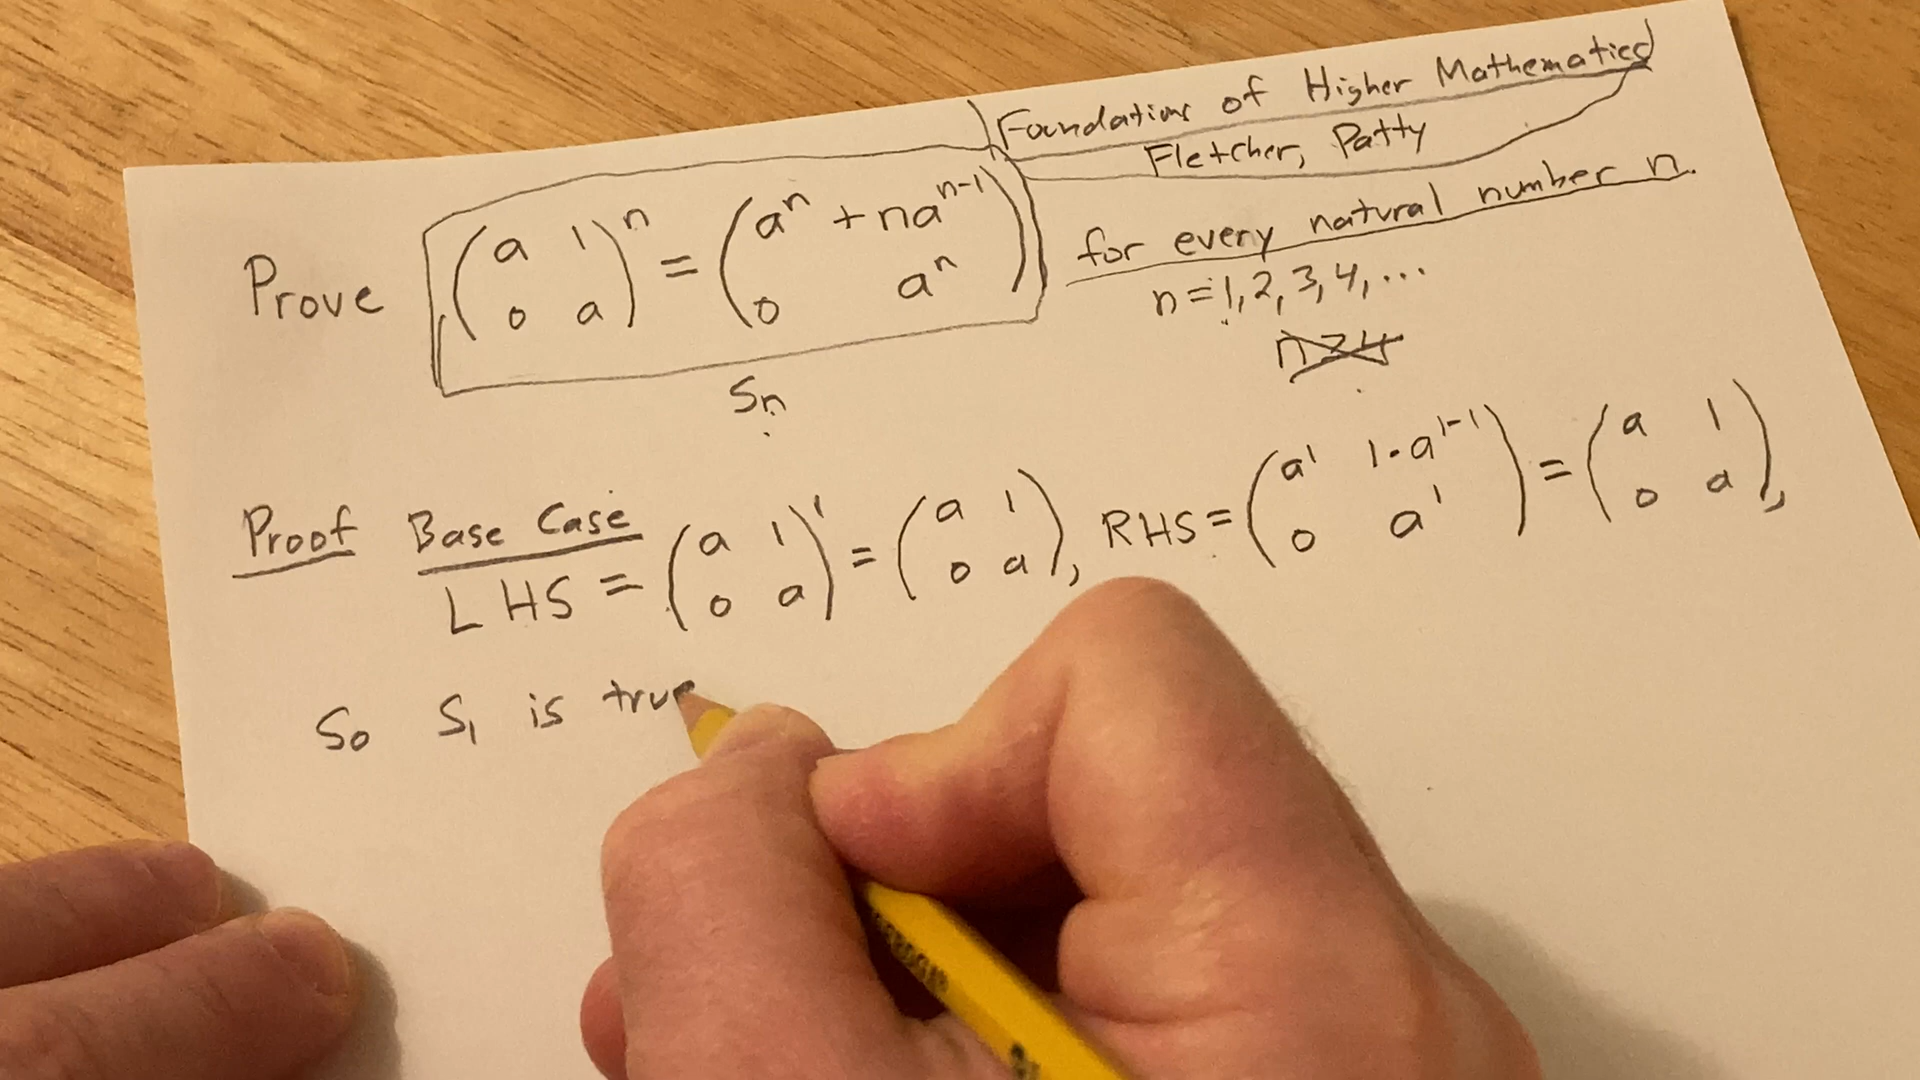 Foundations of Higher Mathematics
Fletcher, Patty
Prove (a 1 0 a)^n = (a^n + na^{n-1} 0 a^n) for every natural number n.
n = 1, 2, 3, 4, ...
n ≥ 4
Sn
Proof Base Case
LHS = (a 1 0 a)^1 = (a 1 0 a), RHS = (a^1 1·a^{1-1} 0 a^1) = (a 1 0 a),
So S1 is true